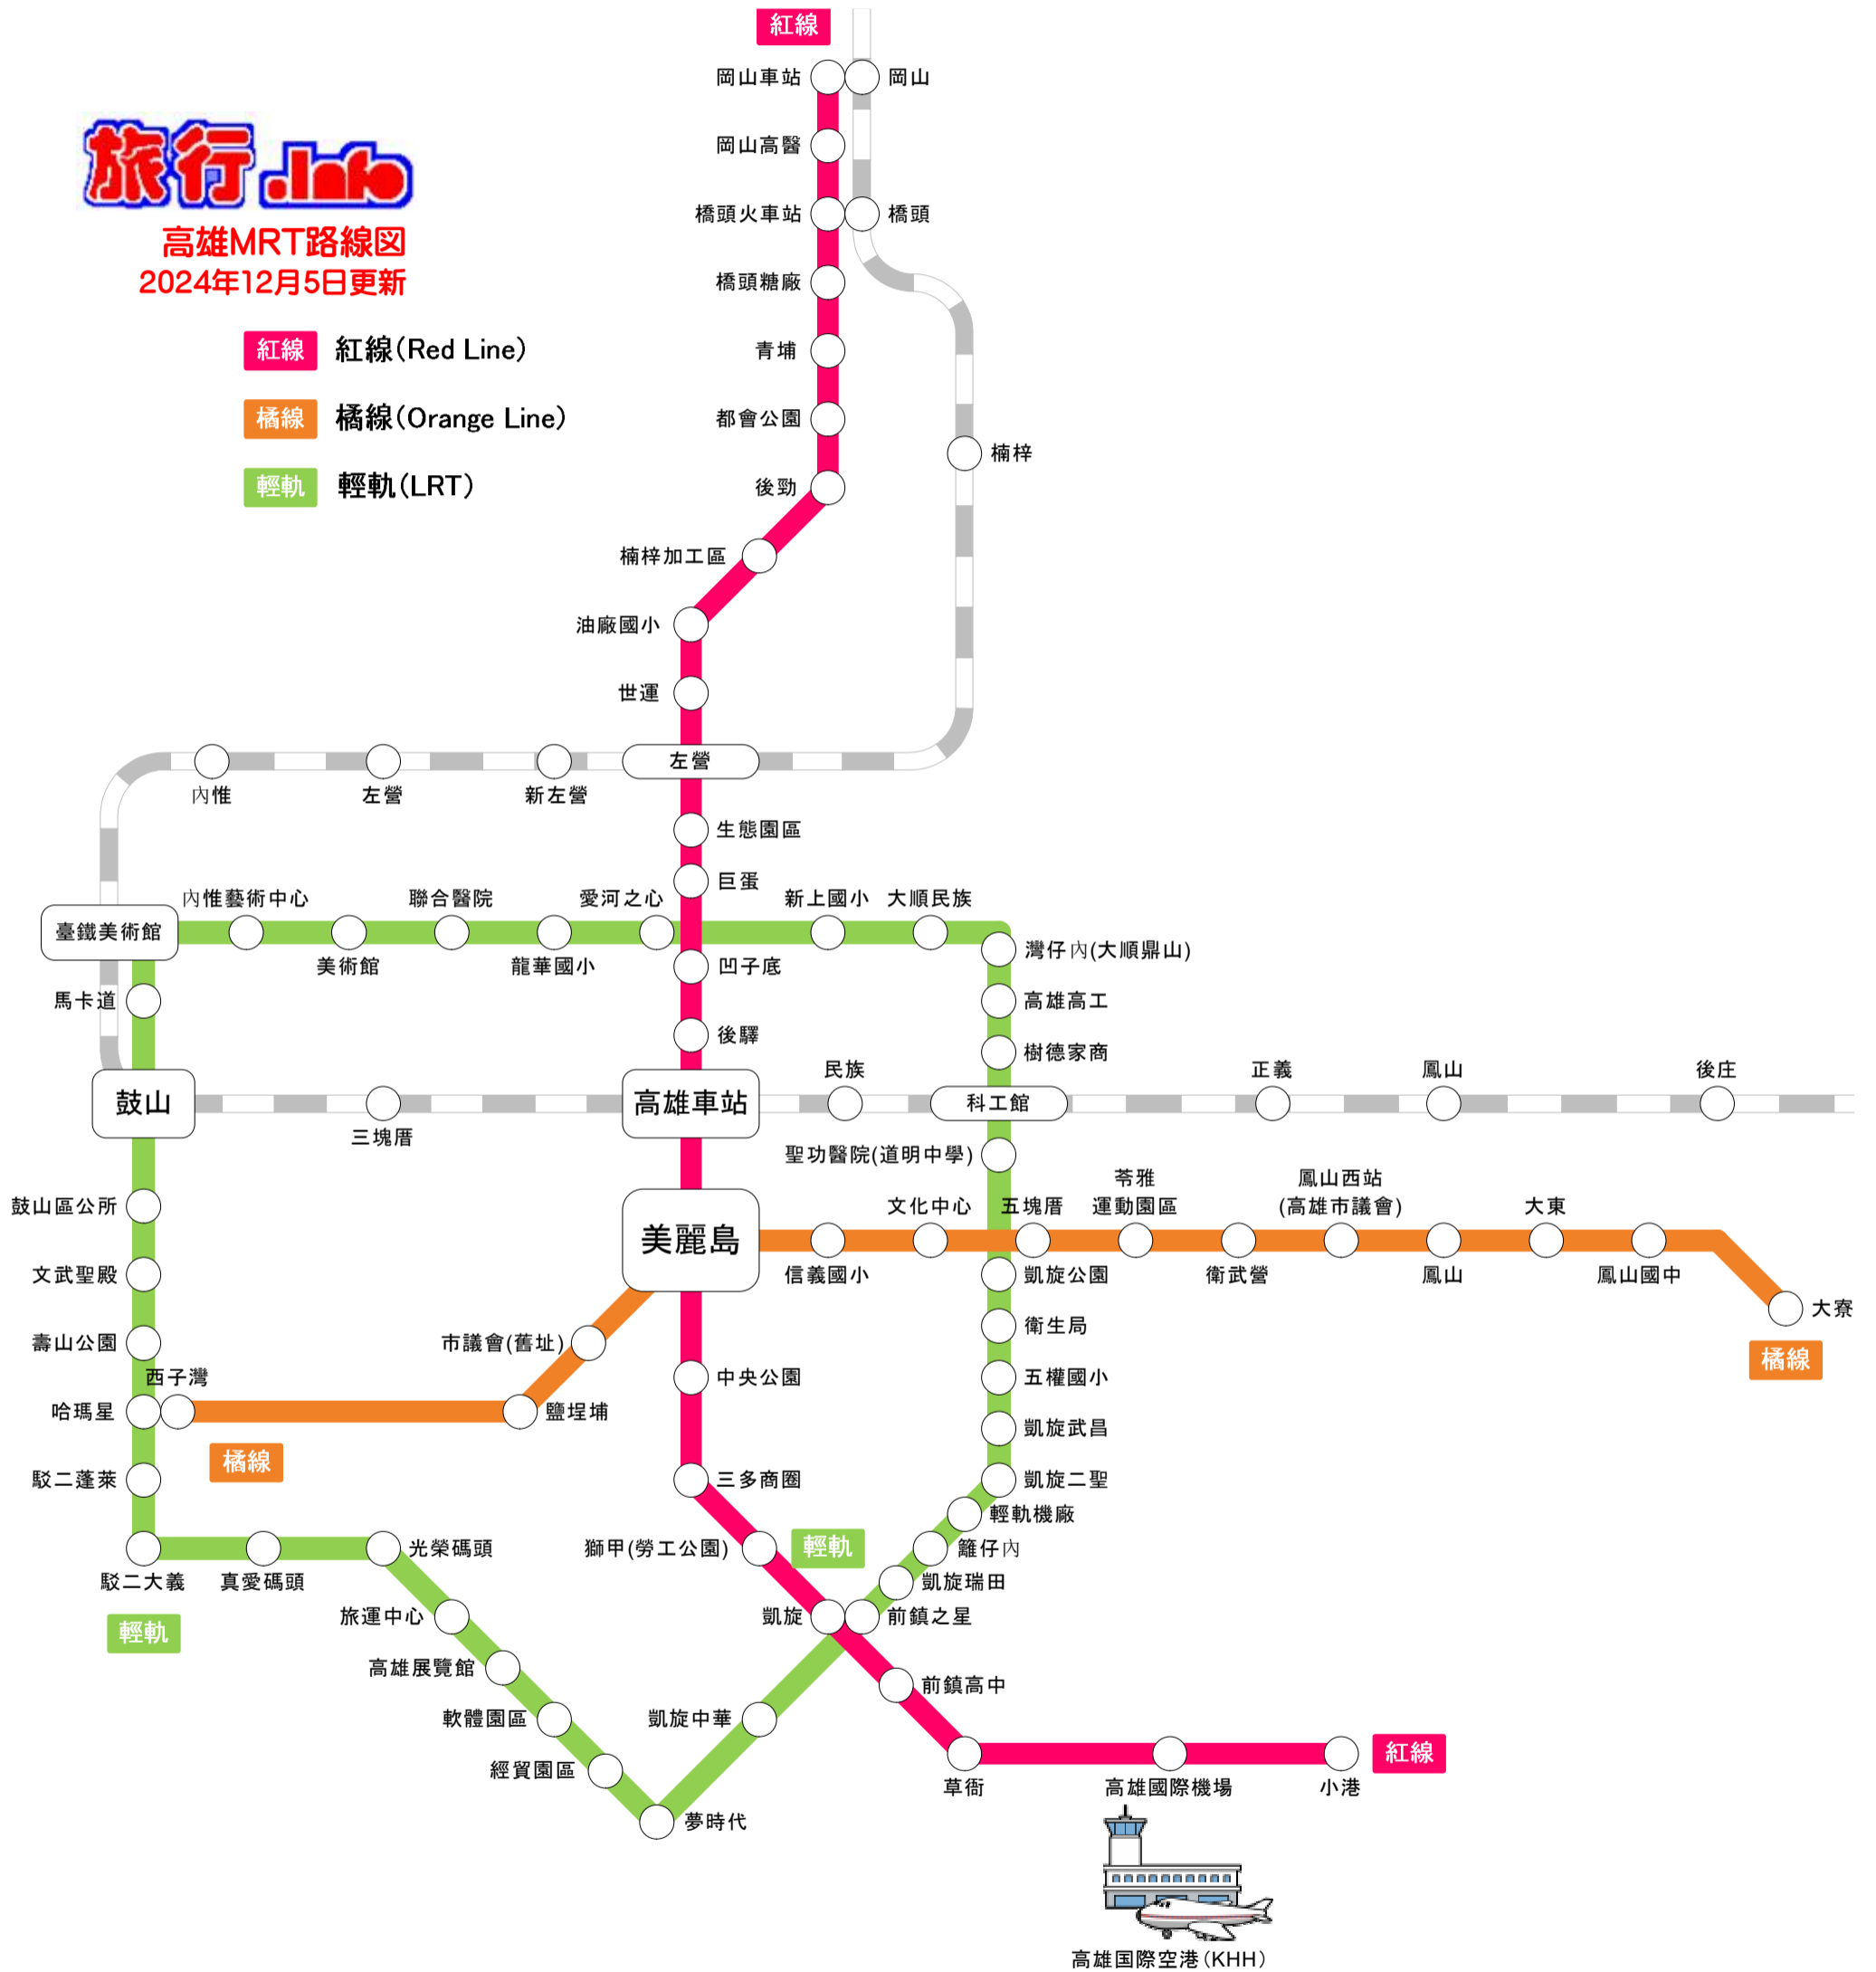 紅線
岡山車站
岡山
岡山高醫
旅行.Info
橋頭火車站
橋頭
高雄MRT路線図
2024年12月5日更新
橋頭糖廠
紅線
紅線(Red Line)
青埔
橘線
橘線(Orange Line)
都會公園
楠梓
輕軌
輕軌(LRT)
後勁
楠梓加工區
油廠國小
世運
左營
內惟
左營
新左營
生態園區
巨蛋
內惟藝術中心
聯合醫院
愛河之心
新上國小
大順民族
臺鐵美術館
灣仔內(大順鼎山)
美術館
龍華國小
凹子底
馬卡道
高雄高工
後驛
樹德家商
民族
正義
鳳山
後庄
鼓山
高雄車站
科工館
三塊厝
聖功醫院(道明中學)
苓雅
鳳山西站
鼓山區公所
文化中心
五塊厝
運動園區
(高雄市議會)
大東
美麗島
文武聖殿
信義國小
凱旋公園
衛武營
鳳山
鳳山國中
大寮
衛生局
壽山公園
市議會(舊址)
橘線
西子灣
中央公園
五權國小
哈瑪星
鹽埕埔
凱旋武昌
橘線
駁二蓬萊
三多商圈
凱旋二聖
輕軌機廠
光榮碼頭
獅甲(勞工公園)
輕軌
籬仔內
駁二大義
真愛碼頭
凱旋瑞田
旅運中心
凱旋
前鎮之星
輕軌
高雄展覽館
前鎮高中
軟體園區
凱旋中華
紅線
經貿園區
草衙
高雄國際機場
小港
夢時代
高雄国際空港(KHH)